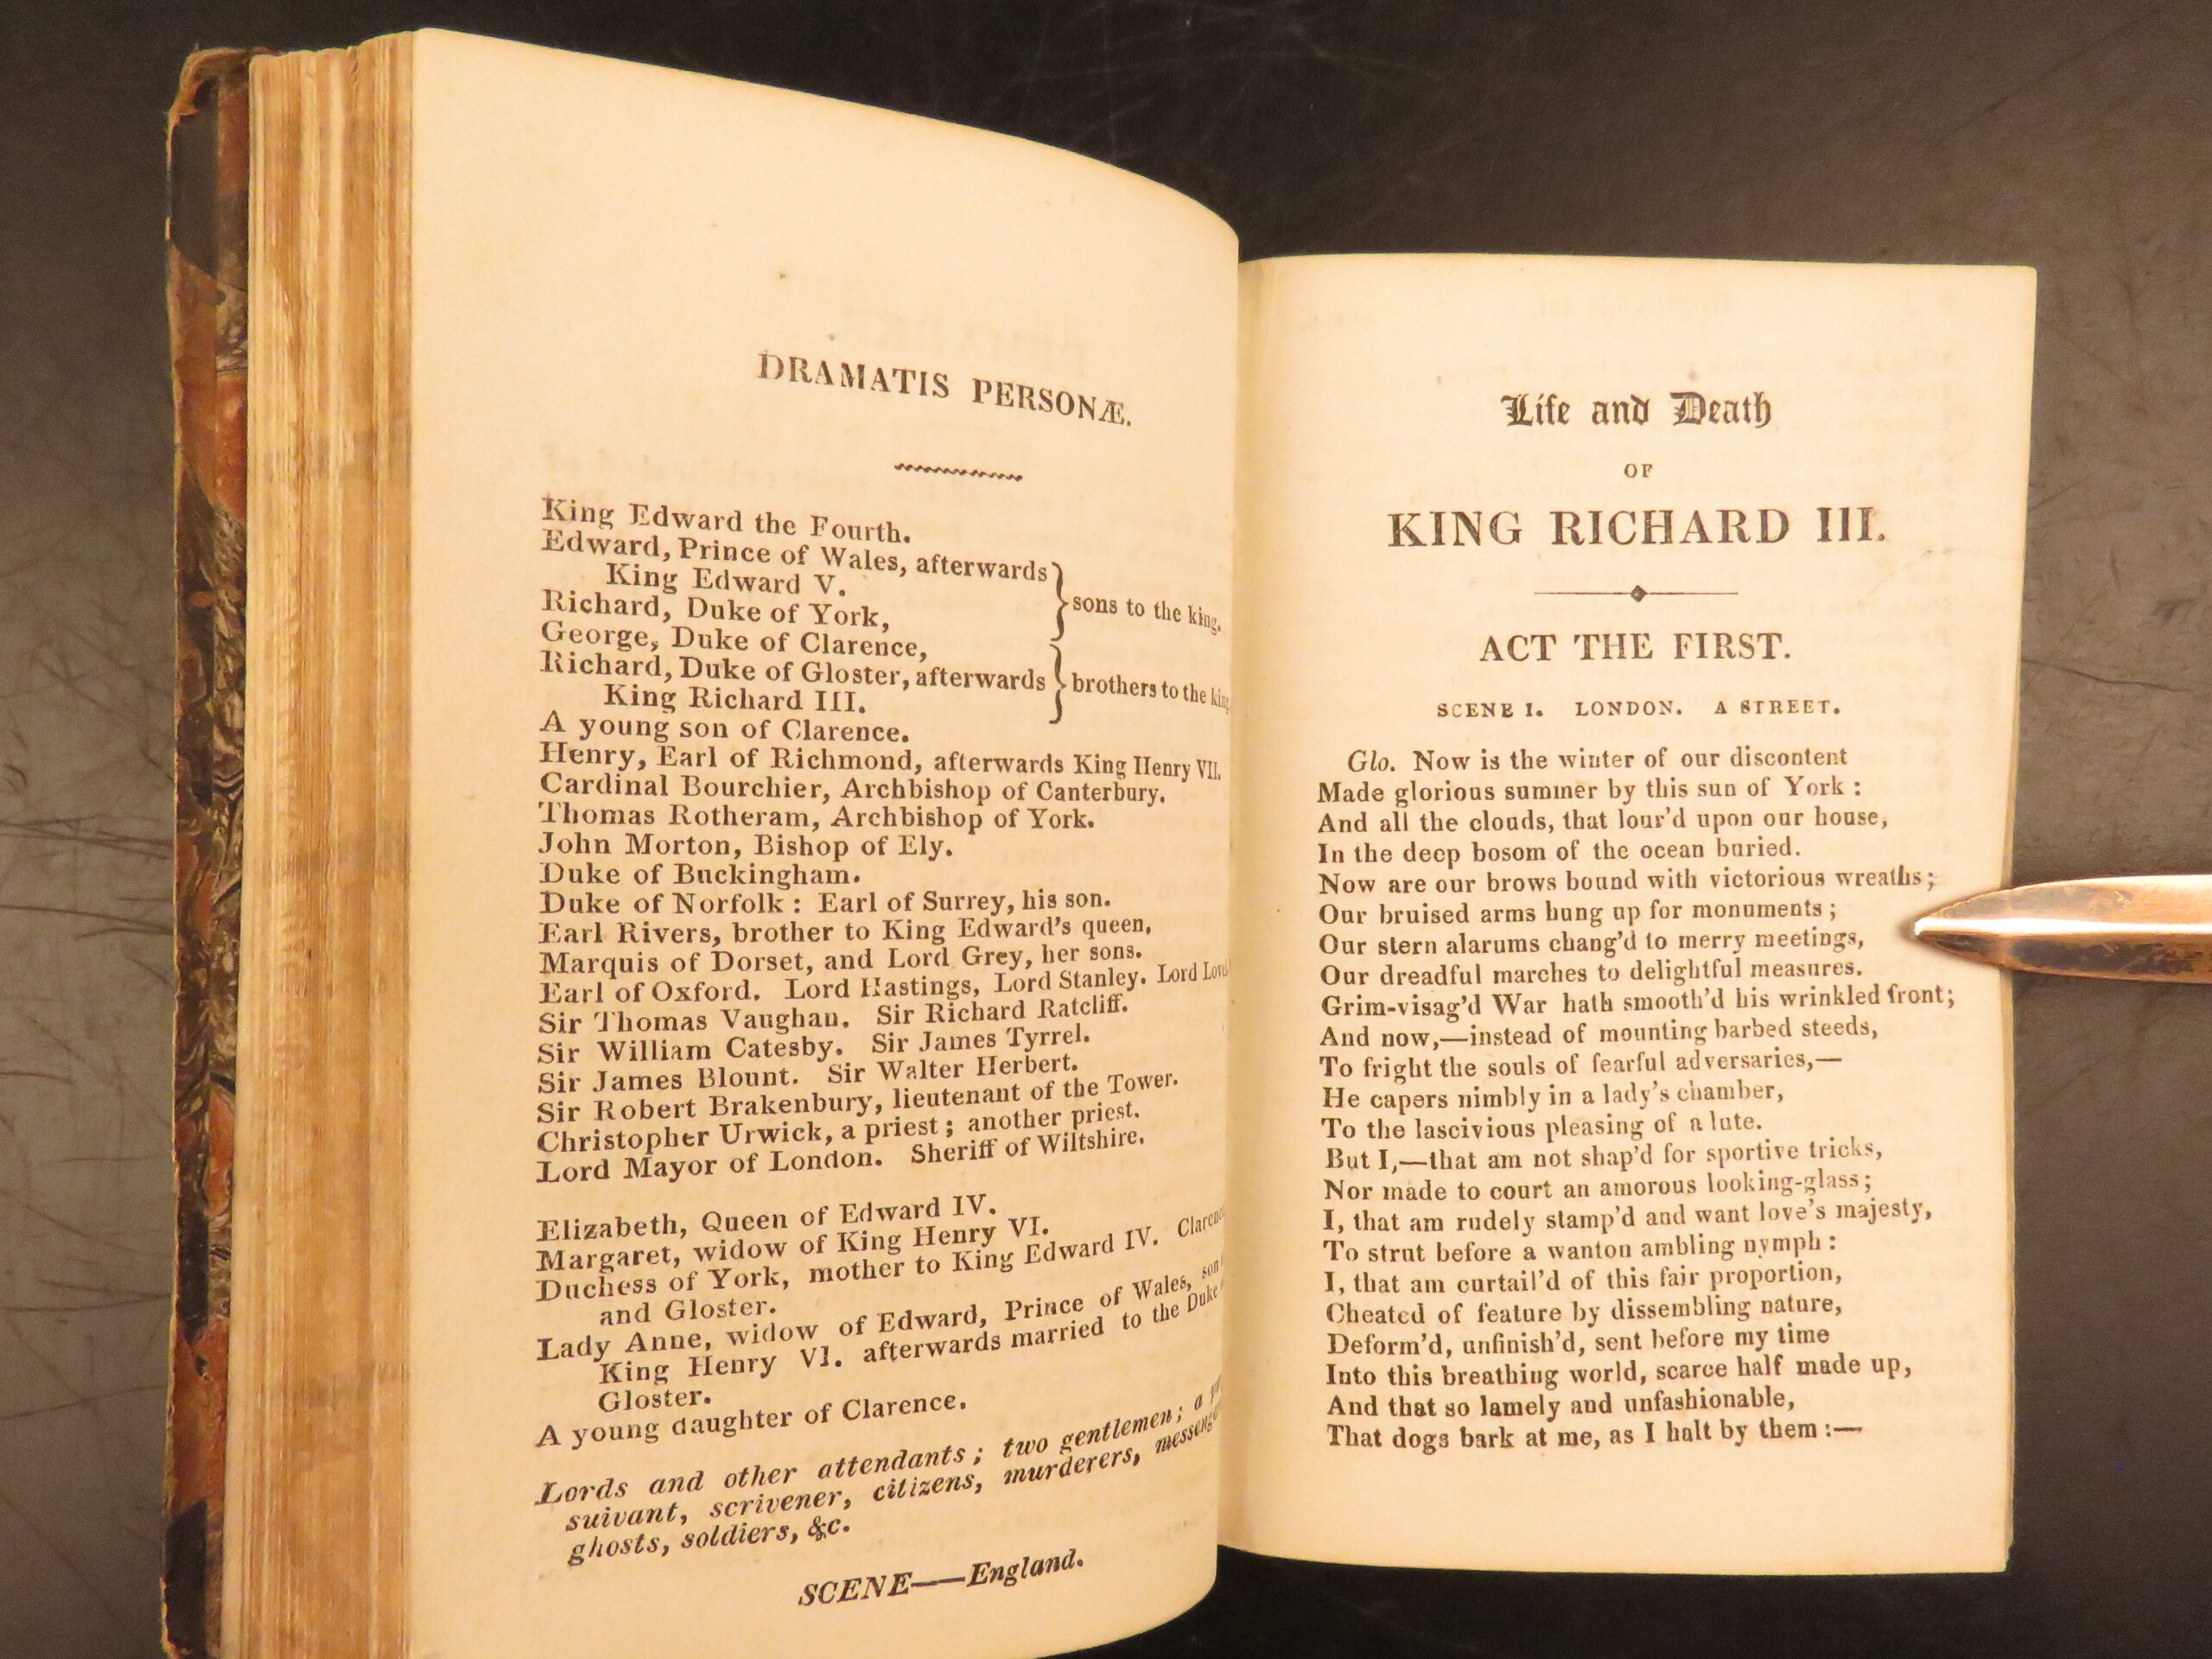 DRAMATIS PERSONÆ.
King Edward the Fourth.
Edward, Prince of Wales, afterwards
King Edward V.
} sons to the king.
Richard, Duke of York,
George, Duke of Clarence,
Richard, Duke of Gloster, afterwards
} brothers to the
King Richard III.
A young son of Clarence.
Henry, Earl of Richmond, afterwards King Henry VII.
Cardinal Bourchier, Archbishop of Canterbury.
Thomas Rotheram, Archbishop of York.
John Morton, Bishop of Ely.
Duke of Buckingham.
Duke of Norfolk: Earl of Surrey, his son.
Earl Rivers, brother to King Edward's queen,
Marquis of Dorset, and Lord Grey, her sons.
Earl of Oxford. Lord Hastings, Lord Stanley. Lord
Sir Thomas Vaughan. Sir Richard Ratcliff.
Sir William Catesby. Sir James Tyrrel.
Sir James Blount. Sir Walter Herbert.
Sir Robert Brakenbury, lieutenant of the Tower.
Christopher Urwick, a priest; another priest.
Lord Mayor of London. Sheriff of Wiltshire.
Elizabeth, Queen of Edward IV.
Margaret, widow of King Henry VI.
Duchess of York, mother to King Edward IV.
and Gloster.
Lady Anne, widow of Edward, Prince of Wales, son
King Henry VI. afterwards married to the Duke
Gloster.
A young daughter of Clarence.
Lords and other attendants; two gentlemen; a
suivant, scrivener, citizens, murderers,
ghosts, soldiers, &c.
SCENE——England.
Life and Death
OF
KING RICHARD III.
ACT THE FIRST.
SCENE I. LONDON. A STREET.
Glo. Now is the winter of our discontent
Made glorious summer by this sun of York:
And all the clouds, that lour'd upon our house,
In the deep bosom of the ocean buried.
Now are our brows bound with victorious wreaths;
Our bruised arms hung up for monuments;
Our stern alarums chang'd to merry meetings,
Our dreadful marches to delightful measures.
Grim-visag'd War hath smooth'd his wrinkled front;
And now,—instead of mounting barbed steeds,
To fright the souls of fearful adversaries,—
He capers nimbly in a lady's chamber,
To the lascivious pleasing of a lute.
But I,—that am not shap'd for sportive tricks,
Nor made to court an amorous looking-glass;
I, that am rudely stamp'd and want love's majesty,
To strut before a wanton ambling nymph:
I, that am curtail'd of this fair proportion,
Cheated of feature by dissembling nature,
Deform'd, unfinish'd, sent before my time
Into this breathing world, scarce half made up,
And that so lamely and unfashionable,
That dogs bark at me, as I halt by them:—